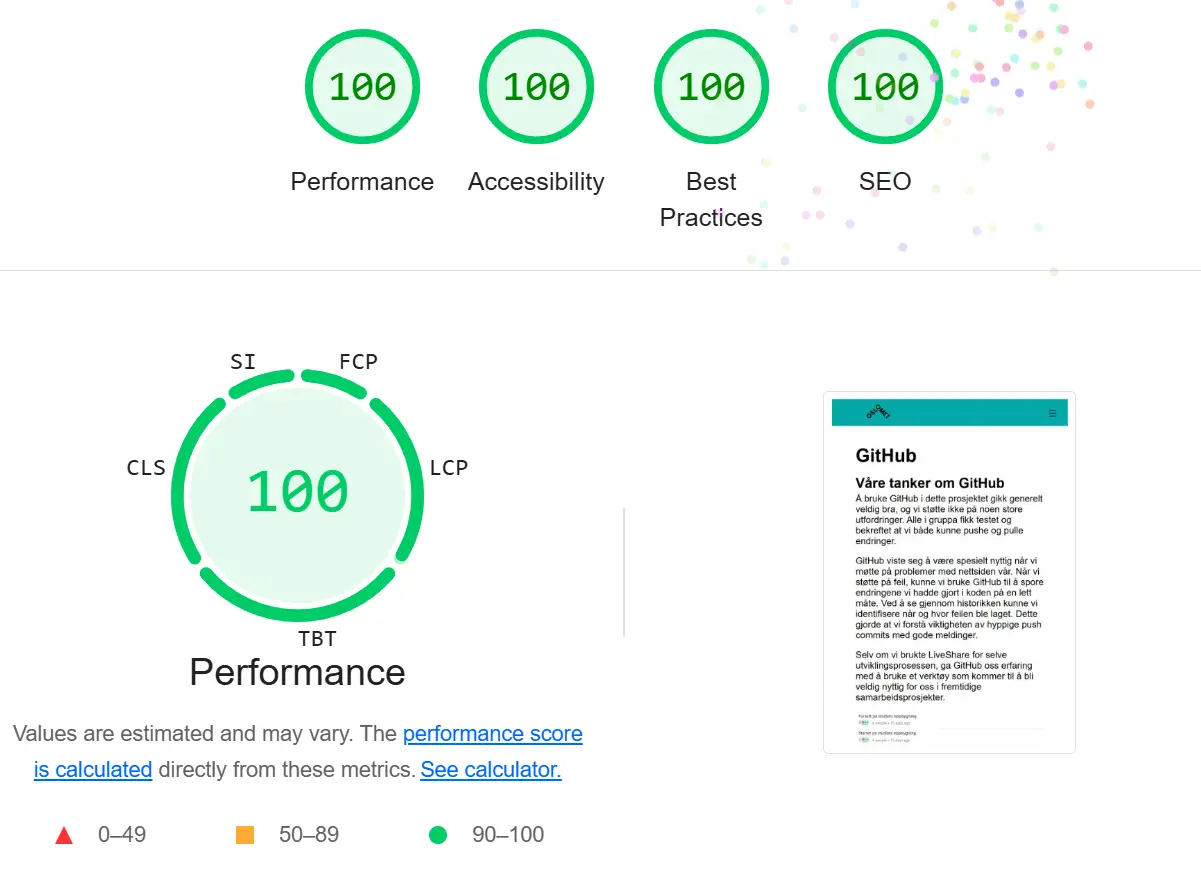 100
100
100
100
Performance
Accessibility
Best
Practices
SEO
SI
FCP
CLS
LCP
100
TBT
Performance
Values are estimated and may vary. The performance score
is calculated directly from these metrics. See calculator.
0–49
50–89
90–100
OSLOMET
GitHub
Våre tanker om GitHub
Å bruke GitHub i dette prosjektet gikk generelt
veldig bra, og vi støtte ikke på noen store
utfordringer. Alle i gruppa fikk testet og
bekreftet at vi både kunne pushe og pulle
endringer.
GitHub viste seg å være spesielt nyttig når vi
møtte på problemer med nettsiden vår. Når vi
støtte på feil, kunne vi bruke GitHub til å spore
endringene vi hadde gjort i koden på en lett
måte. Ved å se gjennom historikken kunne vi
identifisere når og hvor feilen ble laget. Dette
gjorde at vi forstå viktigheten av hyppige push
commits med gode meldinger.
Selv om vi brukte LiveShare for selve
utviklingsprosessen, ga GitHub oss erfaring
med å bruke et verktøy som kommer til å bli
veldig nyttig for oss i fremtidige
samarbeidsprosjekter.